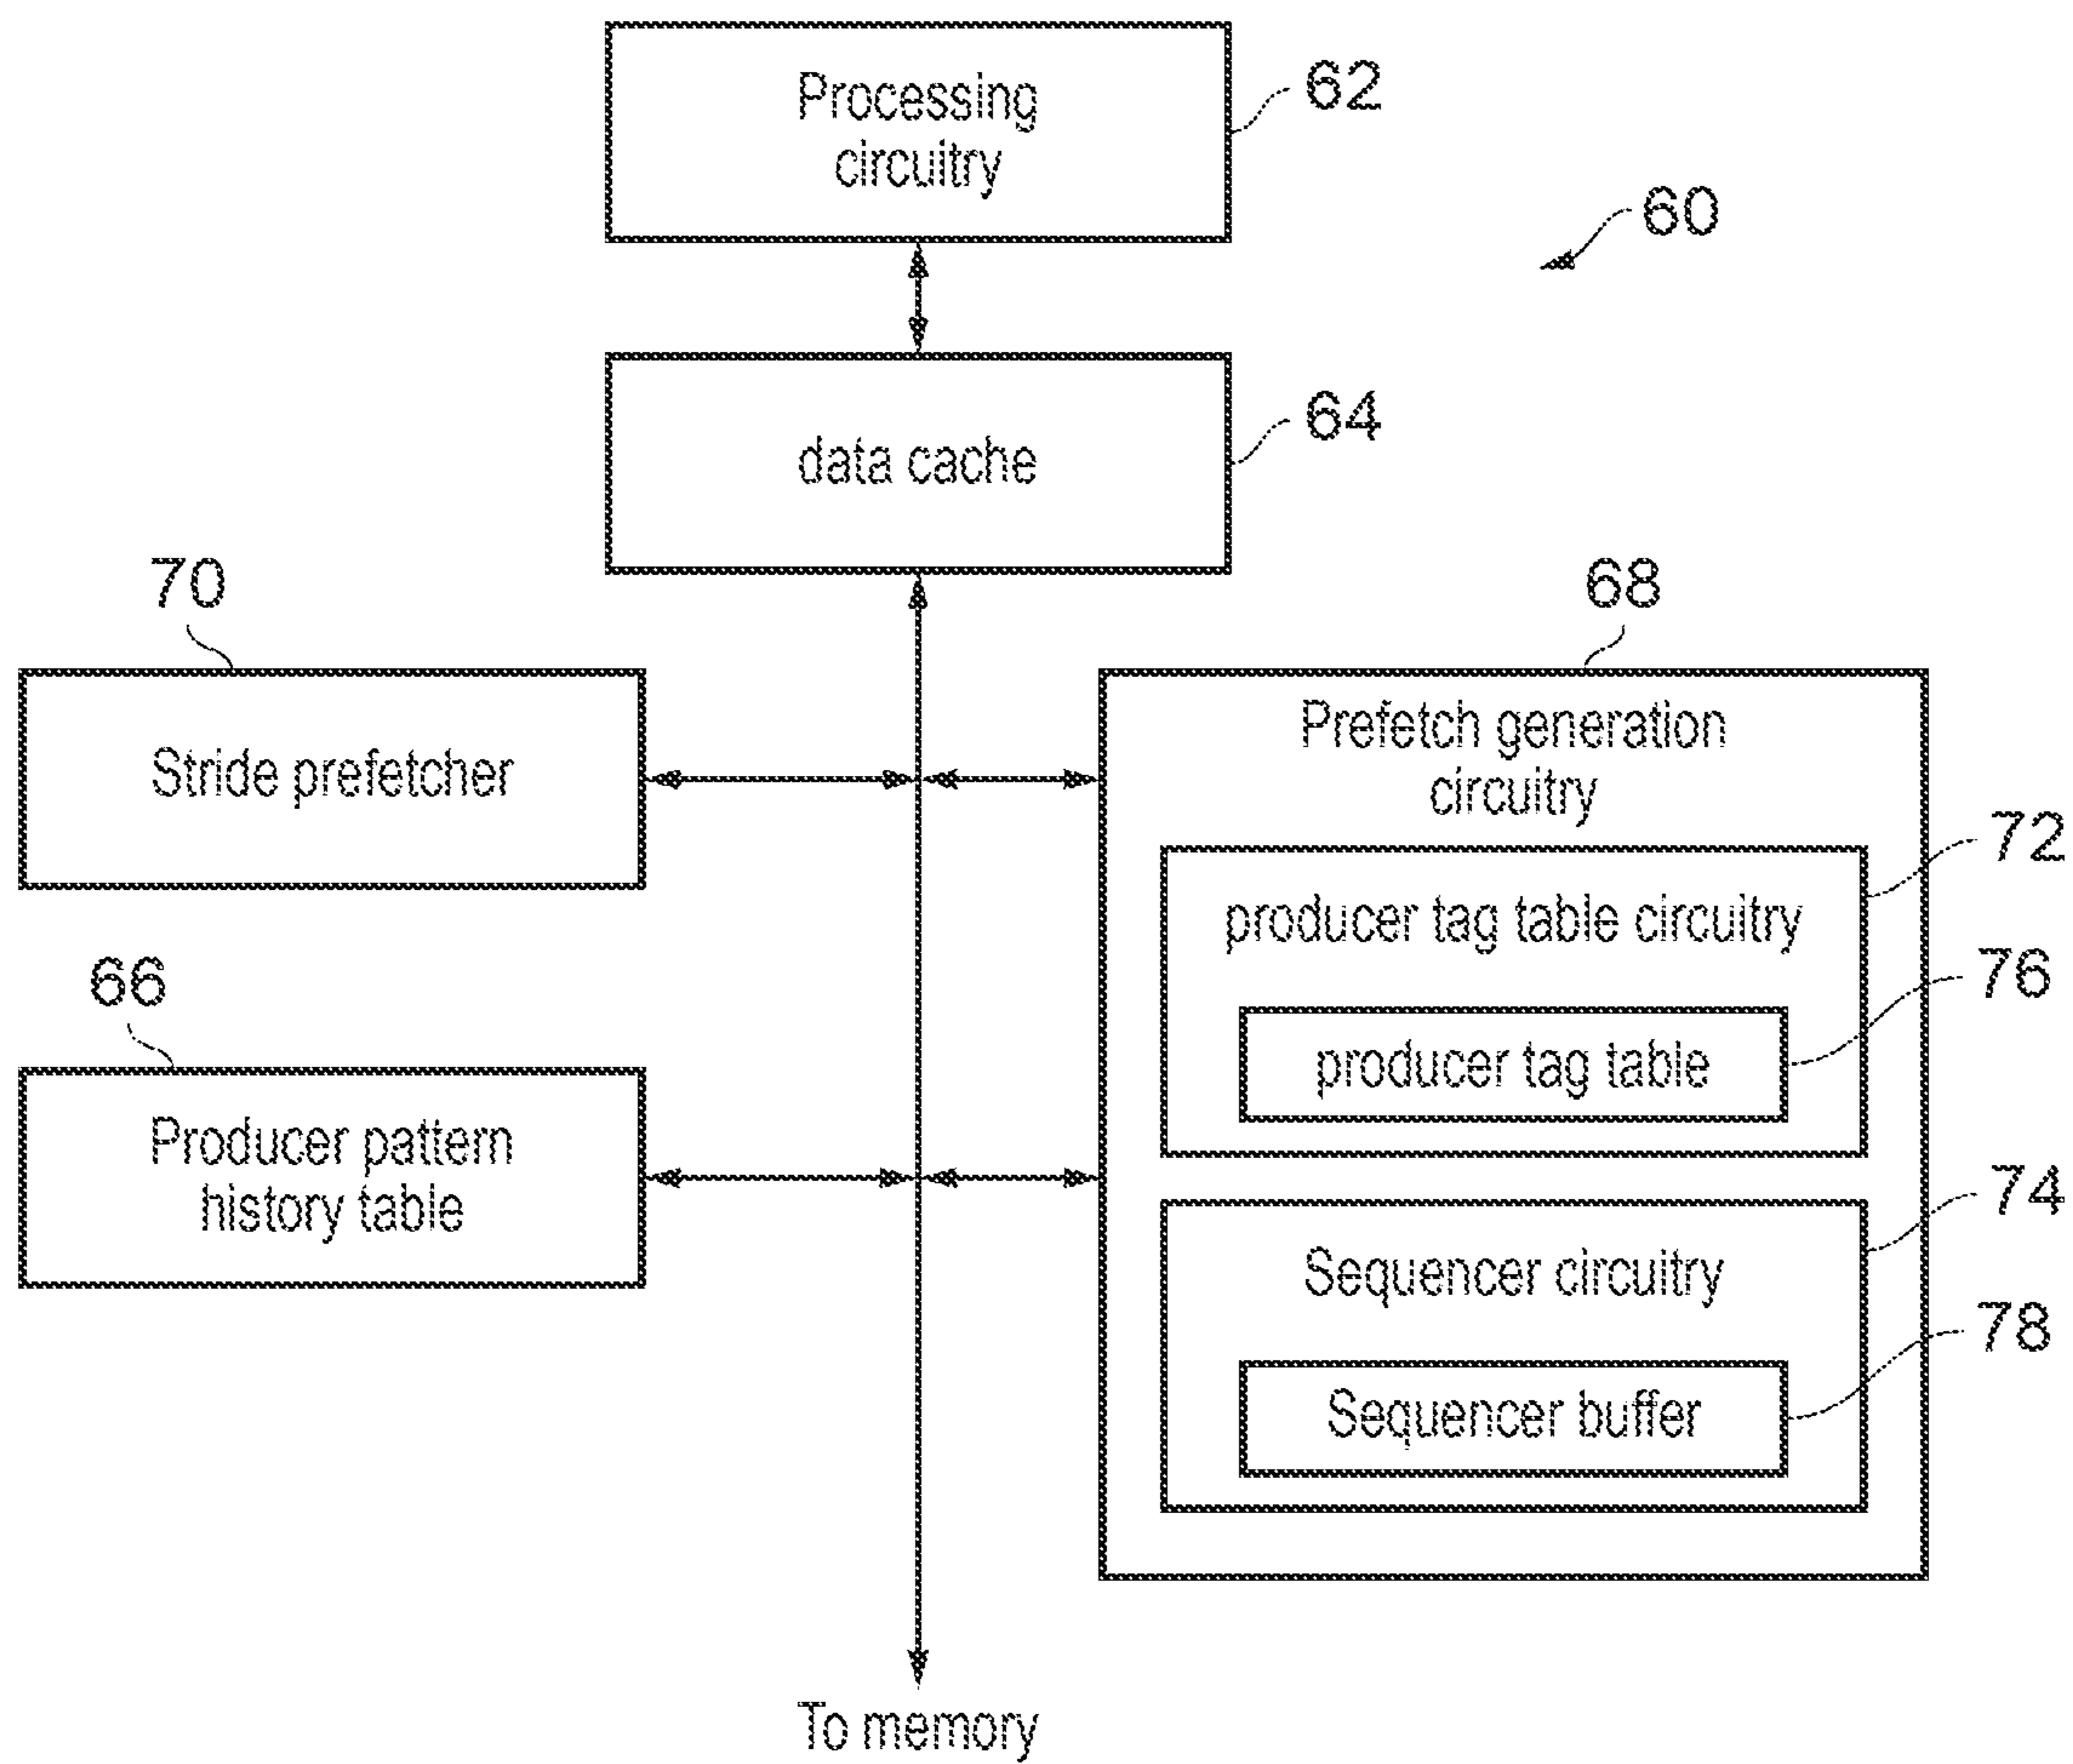 Processing
circuitry
62
60
data cache
64
70
68
Stride prefetcher
Prefetch generation
circuitry
72
producer tag table circuitry
76
66
producer tag table
Producer pattern
history table
74
Sequencer circuitry
78
Sequencer buffer
To memory